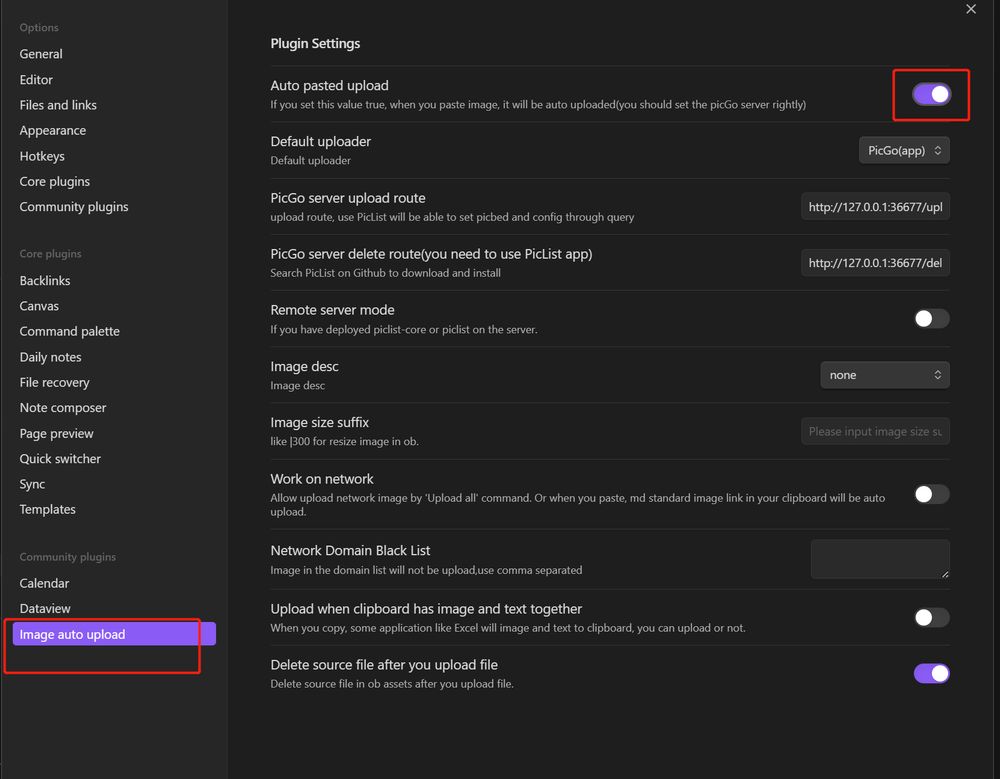 Options
General
Editor
Files and links
Appearance
Hotkeys
Core plugins
Community plugins
Core plugins
Backlinks
Canvas
Command palette
Daily notes
File recovery
Note composer
Page preview
Quick switcher
Sync
Templates
Community plugins
Calendar
Dataview
Image auto upload
Plugin Settings
Auto pasted upload
If you set this value true, when you paste image, it will be auto uploaded(you should set the picGo server rightly)
Default uploader
Default uploader
PicGo(app)
PicGo server upload route
upload route, use PicList will be able to set picbed and config through query
http://127.0.0.1:36677/upl
PicGo server delete route(you need to use PicList app)
Search PicList on Github to download and install
http://127.0.0.1:36677/del
Remote server mode
If you have deployed piclist-core or piclist on the server.
Image desc
Image desc
none
Image size suffix
like |300 for resize image in ob.
Please input image size su
Work on network
Allow upload network image by 'Upload all' command. Or when you paste, md standard image link in your clipboard will be auto
upload.
Network Domain Black List
Image in the domain list will not be upload,use comma separated
Upload when clipboard has image and text together
When you copy, some application like Excel will image and text to clipboard, you can upload or not.
Delete source file after you upload file
Delete source file in ob assets after you upload file.